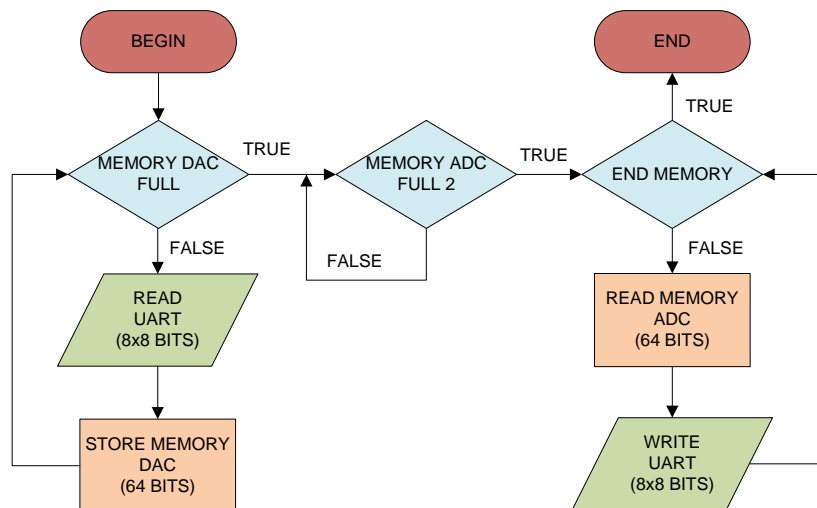 BEGIN
END
TRUE
MEMORY DAC
FULL
TRUE
MEMORY ADC
FULL 2
TRUE
END MEMORY
FALSE
FALSE
FALSE
READ
UART
(8x8 BITS)
READ MEMORY
ADC
(64 BITS)
STORE MEMORY
DAC
(64 BITS)
WRITE
UART
(8x8 BITS)